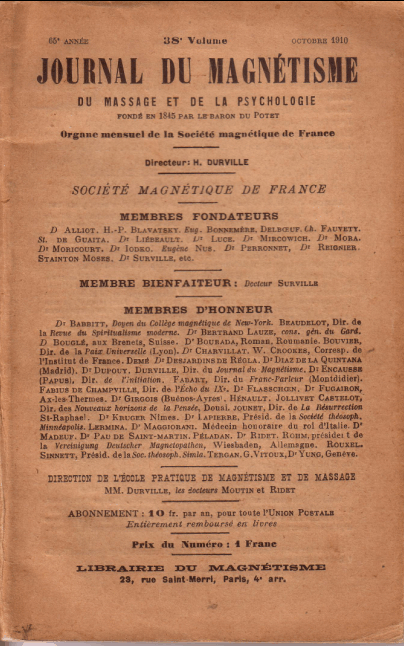 65e ANNÉE 38e Volume OCTOBRE 1910
JOURNAL DU MAGNÉTISME
DU MASSAGE ET DE LA PSYCHOLOGIE
FONDÉ EN 1845 PAR LE BARON DU POTET
Organe mensuel de la Société magnétique de France
Directeur: H. DURVILLE
SOCIÉTÉ MAGNÉTIQUE DE FRANCE
MEMBRES FONDATEURS
D ALLIOT. H.-P. BLAVATSKY. Eug. BONNEMÈRE. DELBŒUF. Ch. FAUVETY.
St. DE GUAITA. Dr LIÉBEAULT. Dr LUCE. Dr MIRCOWICH. Dr MORA.
Dr MORICOURT. Dr IODKO. Eugène NUS. Dr PERRONNET. Dr REIGNIER.
STAINTON MOSES. Dr SURVILLE, etc.
MEMBRE BIENFAITEUR : Docteur SURVILLE
MEMBRES D'HONNEUR
Dr BABBITT, Doyen du Collège magnétique de New-York. BEAUDELOT, Dir. de
la Revue du Spiritualisme moderne. Dr BERTRAND LAUZE, cons. gén. du Gard.
D BOUGLÉ, aux Brenets, Suisse. Dr BOURADA, Roman, Roumanie. BOUVIER,
Dir. de la Paix Universelle (Lyon). Dr CHARVILLAT. W. CROOKES, Corresp. de
l'Institut de France. DEMÉ Dr DESJARDINS DE RÉGLA. Dr DIAZ DE LA QUINTANA
(Madrid). Dr DUPOUY. DURVILLE, Dir. du Journal du Magnétisme. Dr ENCAUSSE
(PAPUS), Dir. de l'initiation. FABART, Dir. du Franc-Parleur (Montdidier).
FABIUS DE CHAMPVILLE, Dir. de l'Écho du IXe. Dr FLASSCHŒN. Dr FUGAIRON,
Ax-les-Thermes. Dr GIRGOIS (Buénos-Ayres). HÉNAULT. JOLLIVET CASTELOT,
Dir. des Nouveaux horizons de la Pensée, Douai. JOUNET, Dir. de La Résurrection
St-Raphaël. Dr KRUGER Nîmes. Dr LAPIERRE, Présid. de la Société théosoph.
Minnéapolis. LERMINA. Dr MAGGIORANI. Médecin honoraire du roi d'Italie. Dr
MADEUF. Dr PAU DE SAINT-MARTIN. PÉLADAN. Dr RIDET. ROHM, président de
la Vereinigung Deutscher Magnetopathen, Wiesbaden, Allemagne. ROUXEL.
SINNETT, Présid. de la Soc. théosoph. Simla. TERGAN. G. VITOUX, Dr YUNG, Genève.
DIRECTION DE L'ÉCOLE PRATIQUE DE MAGNÉTISME ET DE MASSAGE
MM. DURVILLE, les docteurs MOUTIN et RIDET
ABONNEMENT : 10 fr. par an, pour toute l'UNION POSTALE
Entièrement remboursé en livres
Prix du Numéro : 1 Franc
LIBRAIRIE DU MAGNÉTISME
23, rue Saint-Merri, Paris, 4e arr.